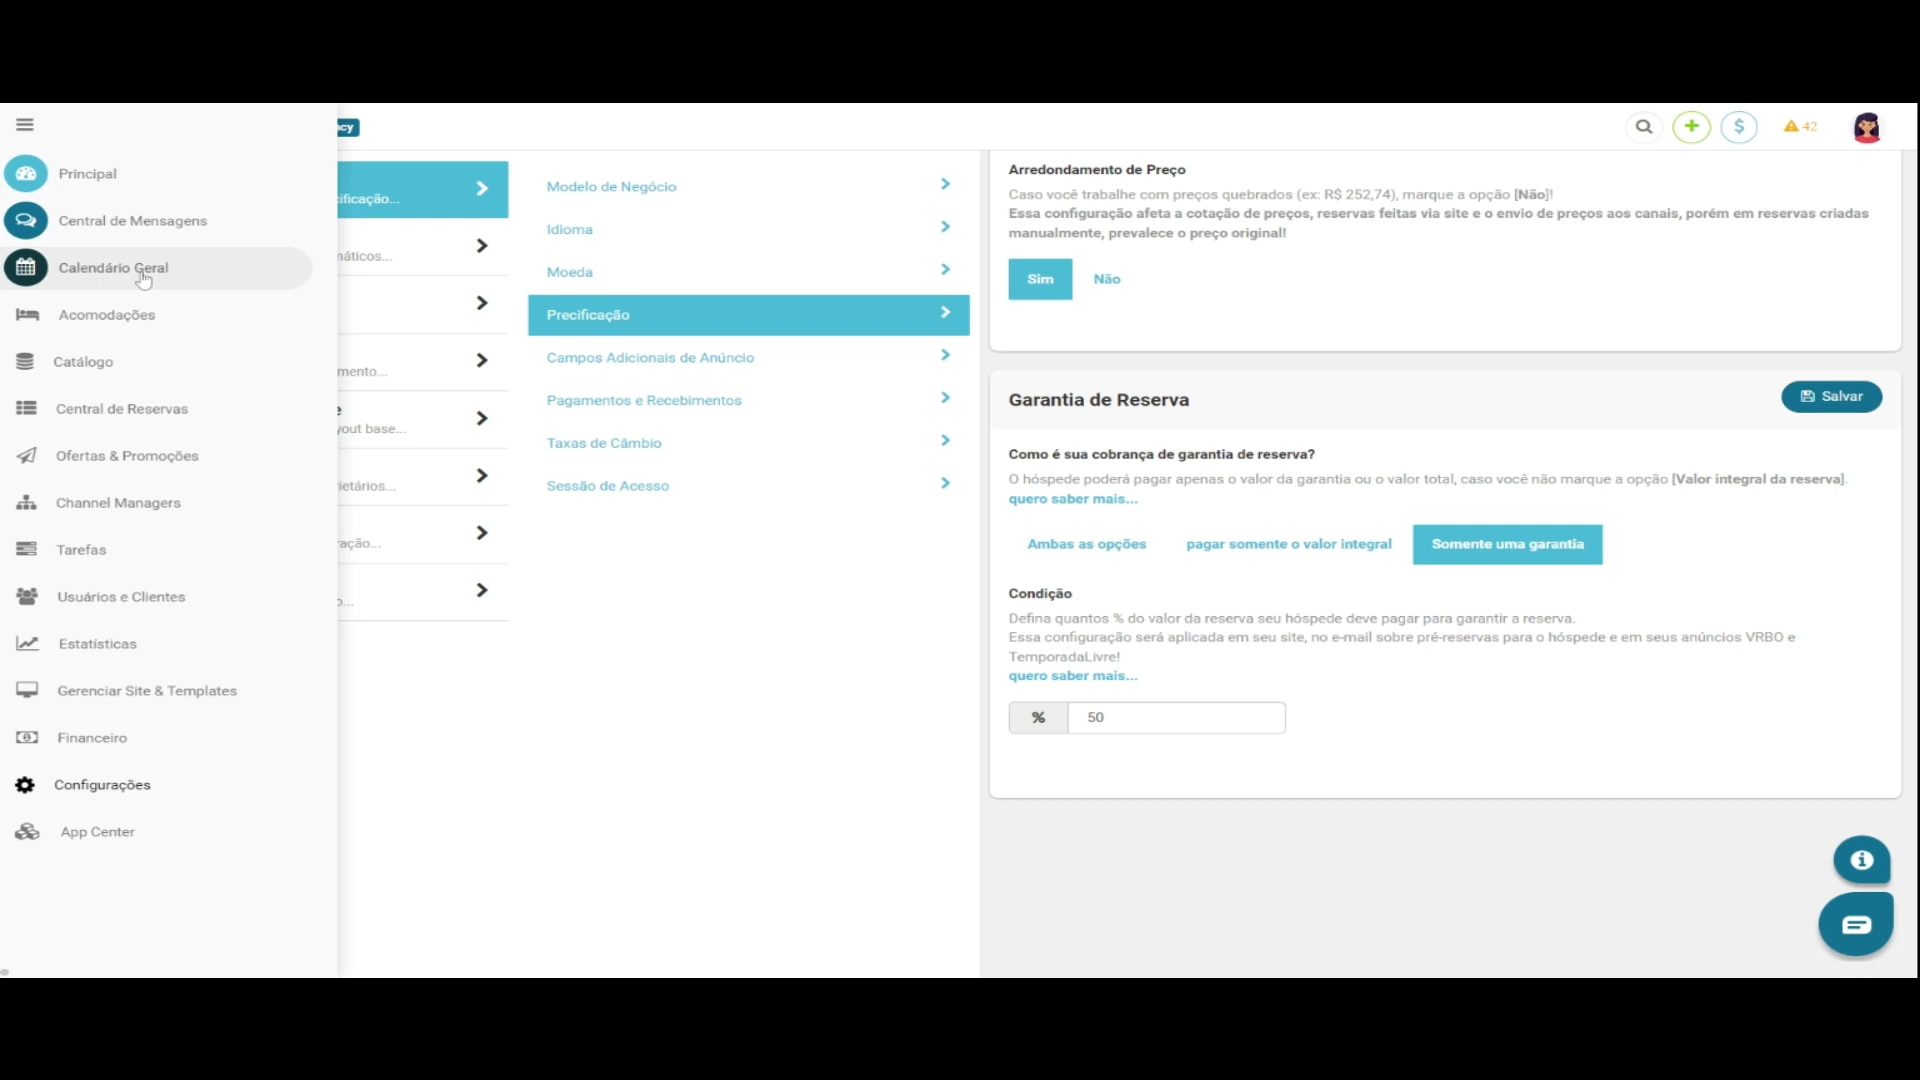 Principal
Central de Mensagens
Calendário Geral
Acomodações
Catálogo
Central de Reservas
Ofertas & Promoções
Channel Managers
Tarefas
Usuários e Clientes
Estatísticas
Gerenciar Site & Templates
Financeiro
Configurações
App Center
cy
42
ificação...
máticos...
mento...
e
yout base...
ietários...
ração...
o...
Modelo de Negócio
Idioma
Moeda
Precificação
Campos Adicionais de Anúncio
Pagamentos e Recebimentos
Taxas de Câmbio
Sessão de Acesso
Arredondamento de Preço
Caso você trabalhe com preços quebrados (ex: R$ 252,74), marque a opção [Não]!
Essa configuração afeta a cotação de preços, reservas feitas via site e o envio de preços aos canais, porém em reservas criadas
manualmente, prevalece o preço original!
Sim Não
Garantia de Reserva
Salvar
Como é sua cobrança de garantia de reserva?
O hóspede poderá pagar apenas o valor da garantia ou o valor total, caso você não marque a opção [Valor integral da reserva].
quero saber mais...
Ambas as opções pagar somente o valor integral Somente uma garantia
Condição
Defina quantos % do valor da reserva seu hóspede deve pagar para garantir a reserva.
Essa configuração será aplicada em seu site, no e-mail sobre pré-reservas para o hóspede e em seus anúncios VRBO e
TemporadaLivre!
quero saber mais...
% 50